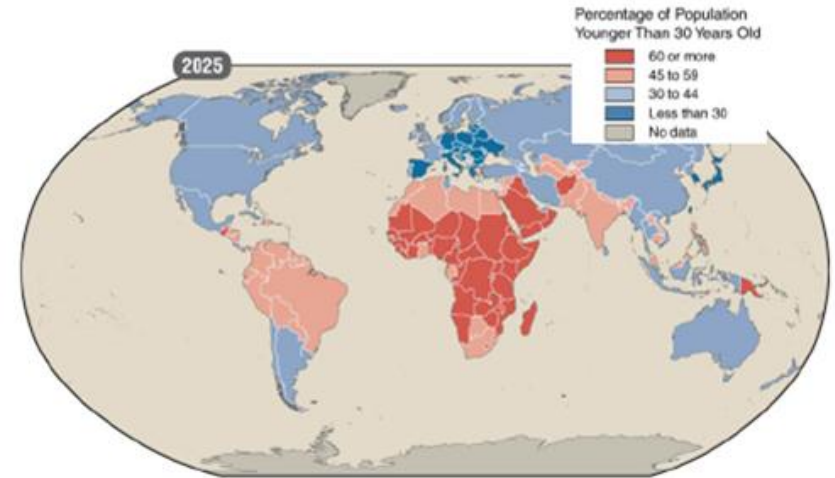 Percentage of Population
Younger Than 30 Years Old
60 or more
45 to 59
30 to 44
Less than 30
No data
2025